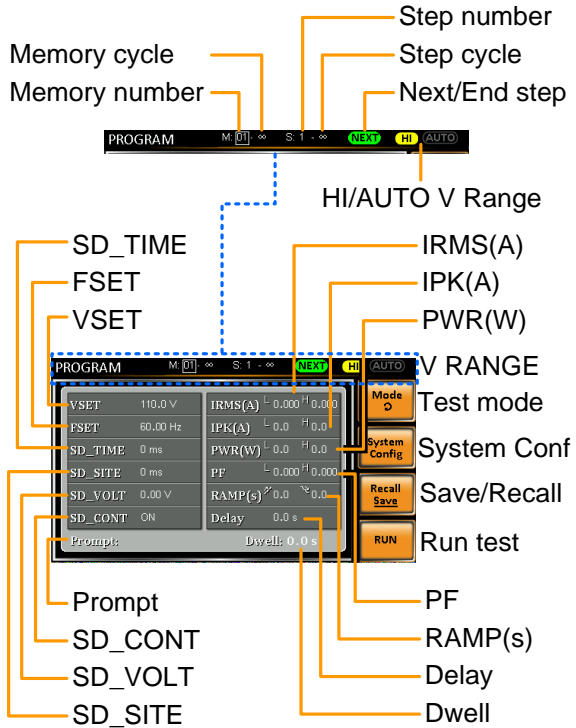 Step number
Memory cycle
Step cycle
Memory number
Next/End step
PROGRAM M: 01 - ∞ S: 1 - ∞ NEXT HI (AUTO)
HI/AUTO V Range
SD_TIME
IRMS(A)
FSET
IPK(A)
VSET
PWR(W)
PROGRAM M: 01 - ∞ S: 1 - ∞ NEXT HI (AUTO)
V RANGE
VSET 110.0 V IRMS(A) L 0.000 H 0.000
Mode
Test mode
FSET 60.00 Hz IPK(A) L 0.0 H 0.0
SD_TIME 0 ms PWR(W) L 0.0 H 0.0
System
Config
System Conf
SD_SITE 0 ms PF L 0.000 H 0.000
SD_VOLT 0.00 V RAMP(s) 0.0 0.0
Recall
Save
Save/Recall
SD_CONT ON Delay 0.0 s
Prompt: Dwell: 0.0 s
RUN
Run test
Prompt
PF
SD_CONT
RAMP(s)
SD_VOLT
Delay
SD_SITE
Dwell